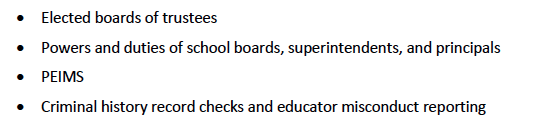 • Elected boards of trustees
• Powers and duties of school boards, superintendents, and principals
• PEIMS
• Criminal history record checks and educator misconduct reporting